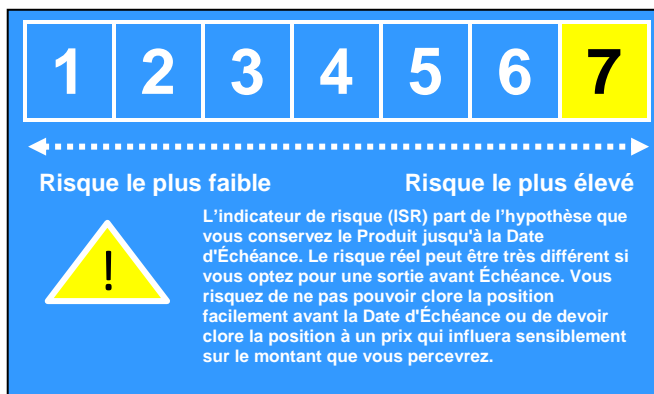 1 2 3 4 5 6 7
Risque le plus faible Risque le plus élevé
L'indicateur de risque (ISR) part de l'hypothèse que
vous conservez le Produit jusqu'à la Date
d'Échéance. Le risque réel peut être très différent si
vous optez pour une sortie avant Échéance. Vous
risquez de ne pas pouvoir clore la position
facilement avant la Date d'Échéance ou de devoir
clore la position à un prix qui influera sensiblement
sur le montant que vous percevrez.
!